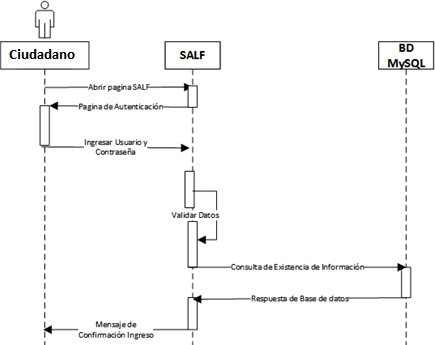 Ciudadano
SALF
BD
MySQL
Abrir pagina SALF
Pagina de Autenticación
Ingresar Usuario y
Contraseña
Validar Datos
Consulta de Existencia de Información
Respuesta de Base de datos
Mensaje de
Confirmación Ingreso